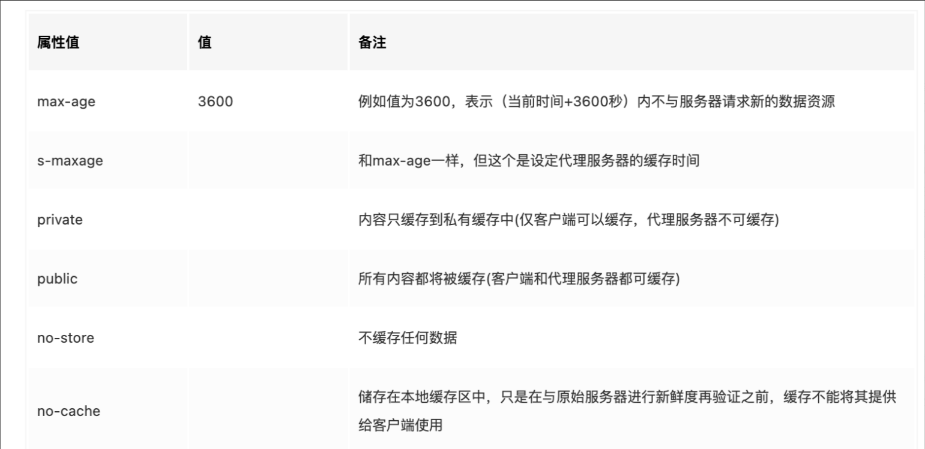 属性值 值 备注
max-age 3600 例如值为3600，表示（当前时间+3600秒）内不与服务器请求新的数据资源
s-maxage 和max-age一样，但这个是设定代理服务器的缓存时间
private 内容只缓存到私有缓存中(仅客户端可以缓存，代理服务器不可缓存)
public 所有内容都将被缓存(客户端和代理服务器都可缓存)
no-store 不缓存任何数据
no-cache 储存在本地缓存区中，只是在与原始服务器进行新鲜度再验证之前，缓存不能将其提供
给客户端使用